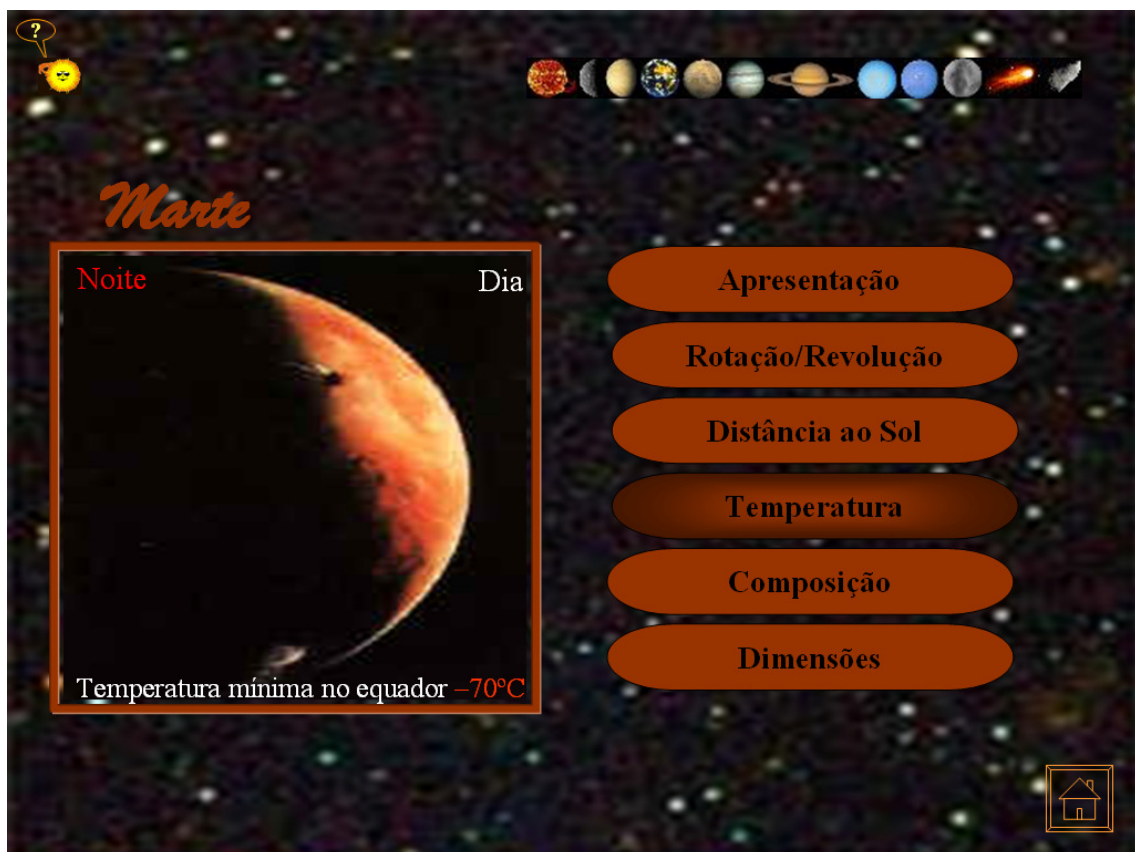 ?
Marte
Noite
Dia
Temperatura mínima no equador –70ºC
Apresentação
Rotação/Revolução
Distância ao Sol
Temperatura
Composição
Dimensões